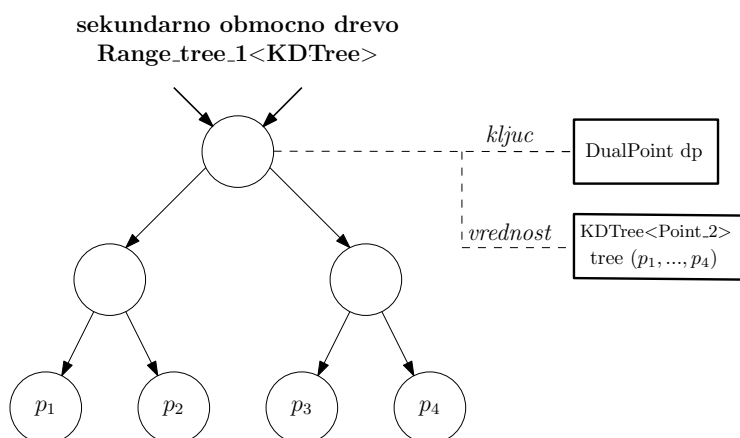 sekundarno obmocno drevo
Range_tree_1<KDTree>
kljuc
DualPoint dp
vrednost
KDTree<Point_2>
tree (p₁, ..., p₄)
p₁
p₂
p₃
p₄